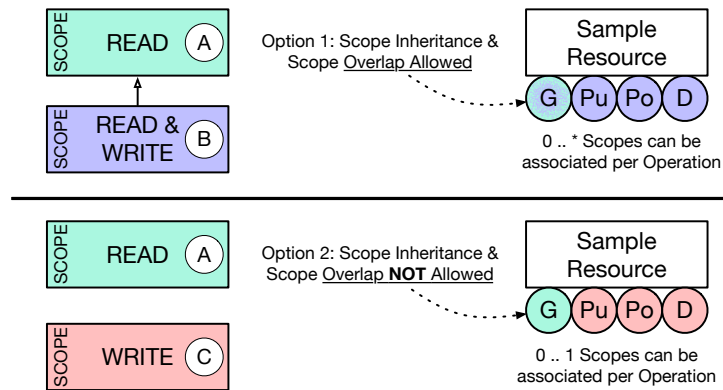 SCOPE
READ
A
SCOPE
READ &
WRITE
B
Option 1: Scope Inheritance &
Scope Overlap Allowed
Sample
Resource
G Pu Po D
0 .. * Scopes can be
associated per Operation
SCOPE
READ
A
SCOPE
WRITE
C
Option 2: Scope Inheritance &
Scope Overlap NOT Allowed
Sample
Resource
G Pu Po D
0 .. 1 Scopes can be
associated per Operation